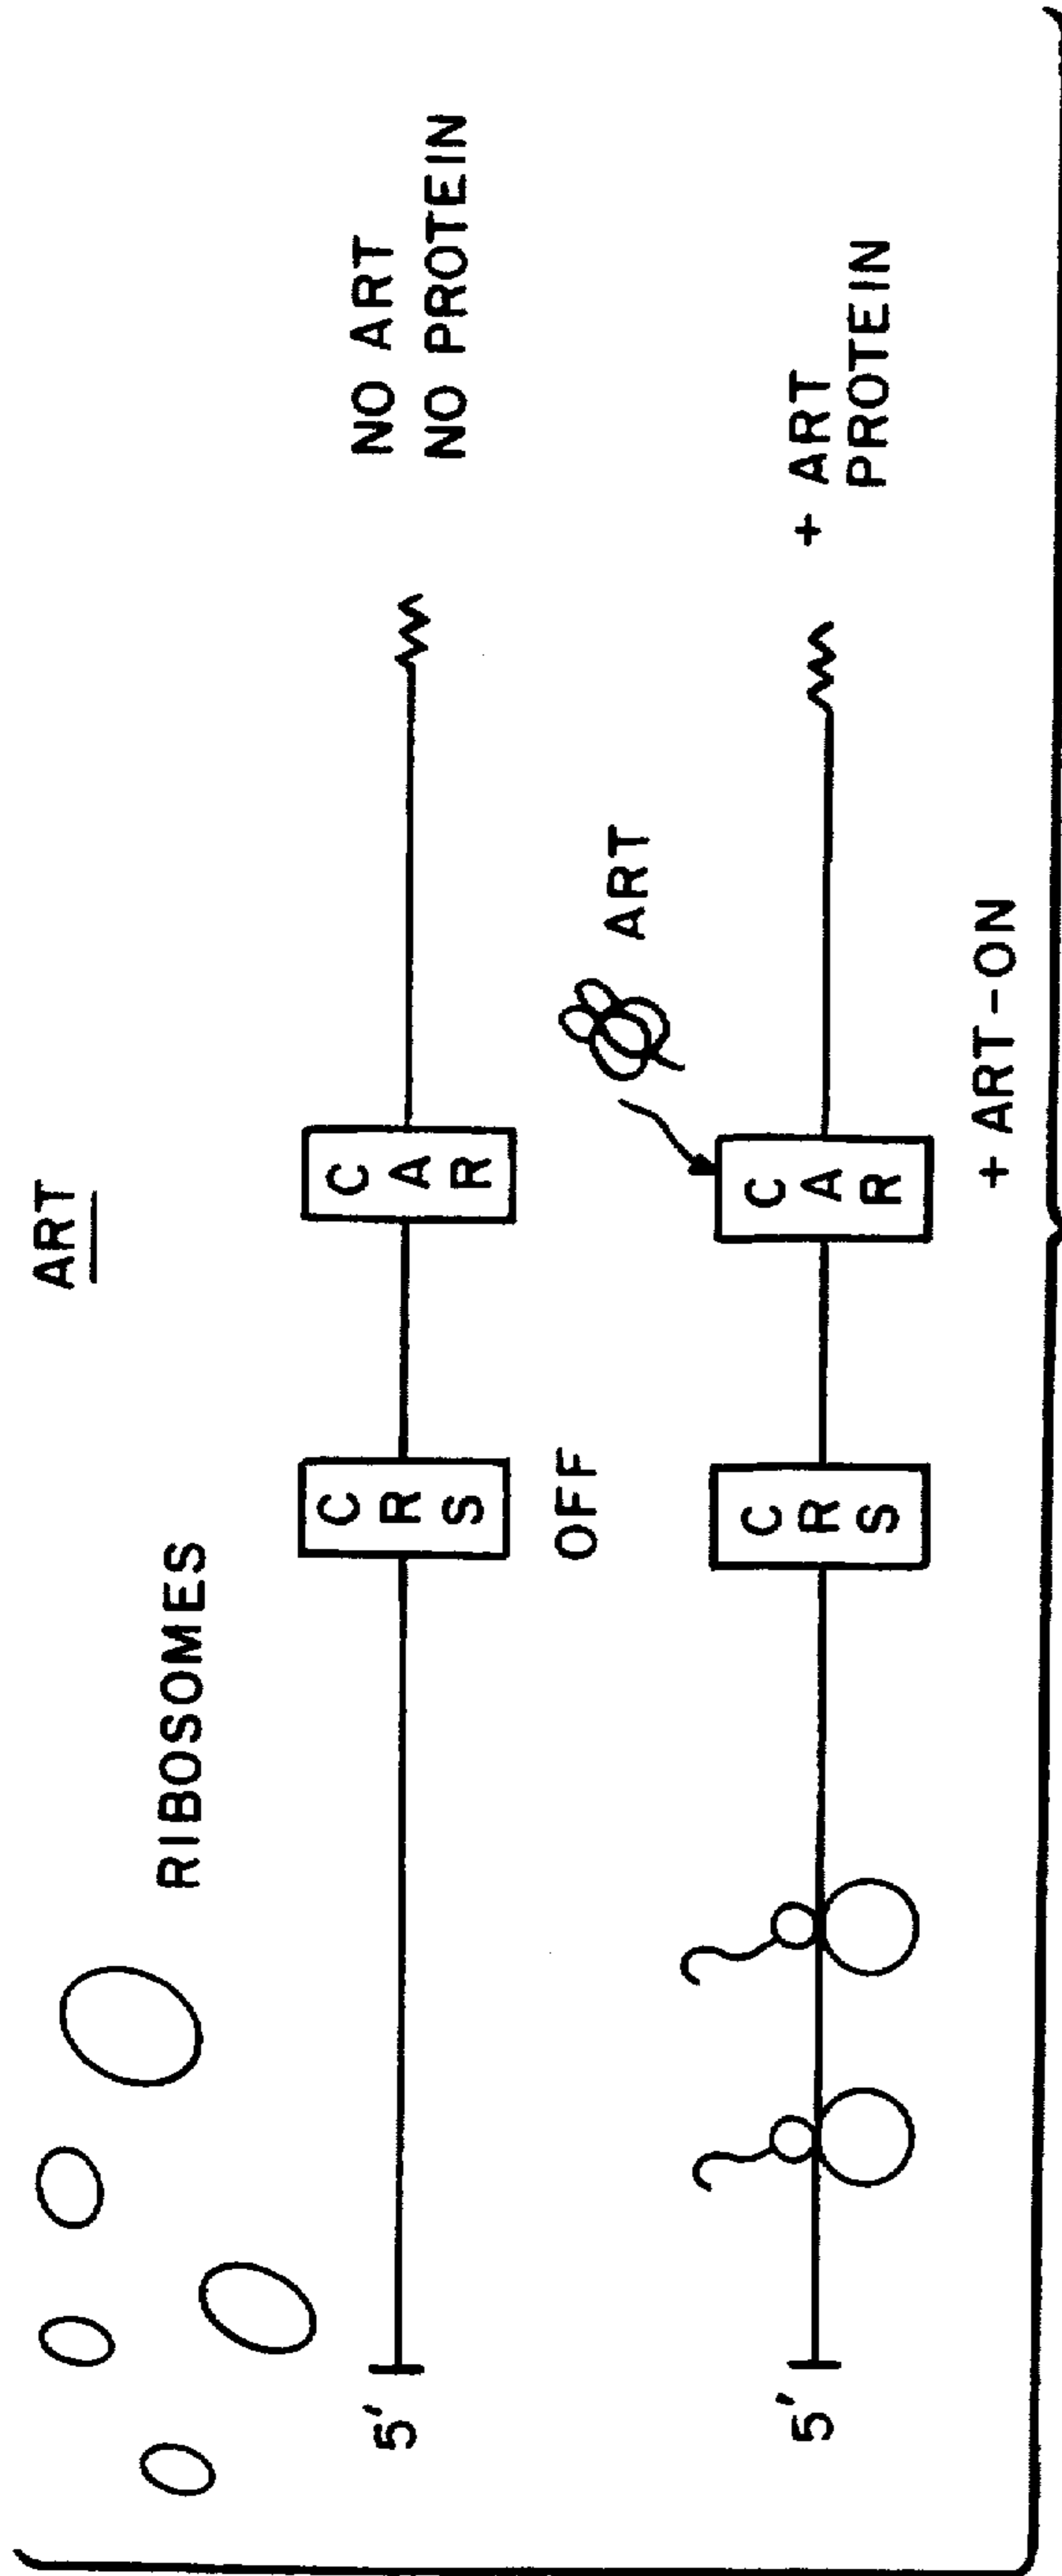 ART
RIBOSOMES
5'
C
R
S
C
A
R
NO ART
NO PROTEIN
OFF
ART
5'
C
R
S
C
A
R
+ ART
PROTEIN
+ ART-ON